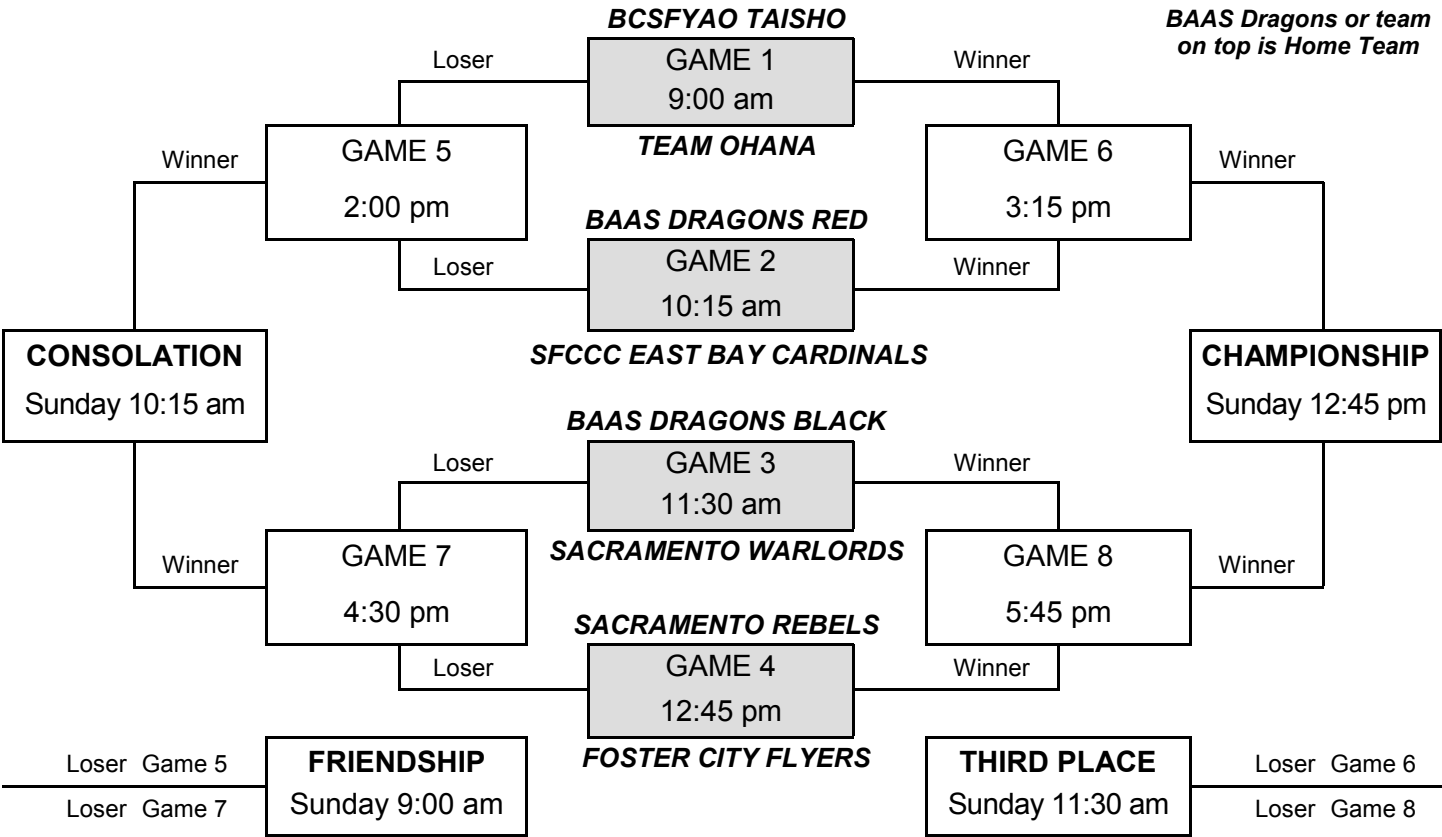 BCSFYAO TAISHO
BAAS Dragons or team
on top is Home Team
Loser
GAME 1
Winner
9:00 am
TEAM OHANA
Winner
GAME 5
2:00 pm
GAME 6
3:15 pm
Winner
BAAS DRAGONS RED
Loser
GAME 2
Winner
10:15 am
SFCCC EAST BAY CARDINALS
CONSOLATION
Sunday 10:15 am
CHAMPIONSHIP
Sunday 12:45 pm
BAAS DRAGONS BLACK
Loser
GAME 3
Winner
11:30 am
SACRAMENTO WARLORDS
Winner
GAME 7
4:30 pm
GAME 8
5:45 pm
Winner
SACRAMENTO REBELS
Loser
GAME 4
Winner
12:45 pm
FOSTER CITY FLYERS
Loser Game 5
Loser Game 7
FRIENDSHIP
Sunday 9:00 am
THIRD PLACE
Sunday 11:30 am
Loser Game 6
Loser Game 8